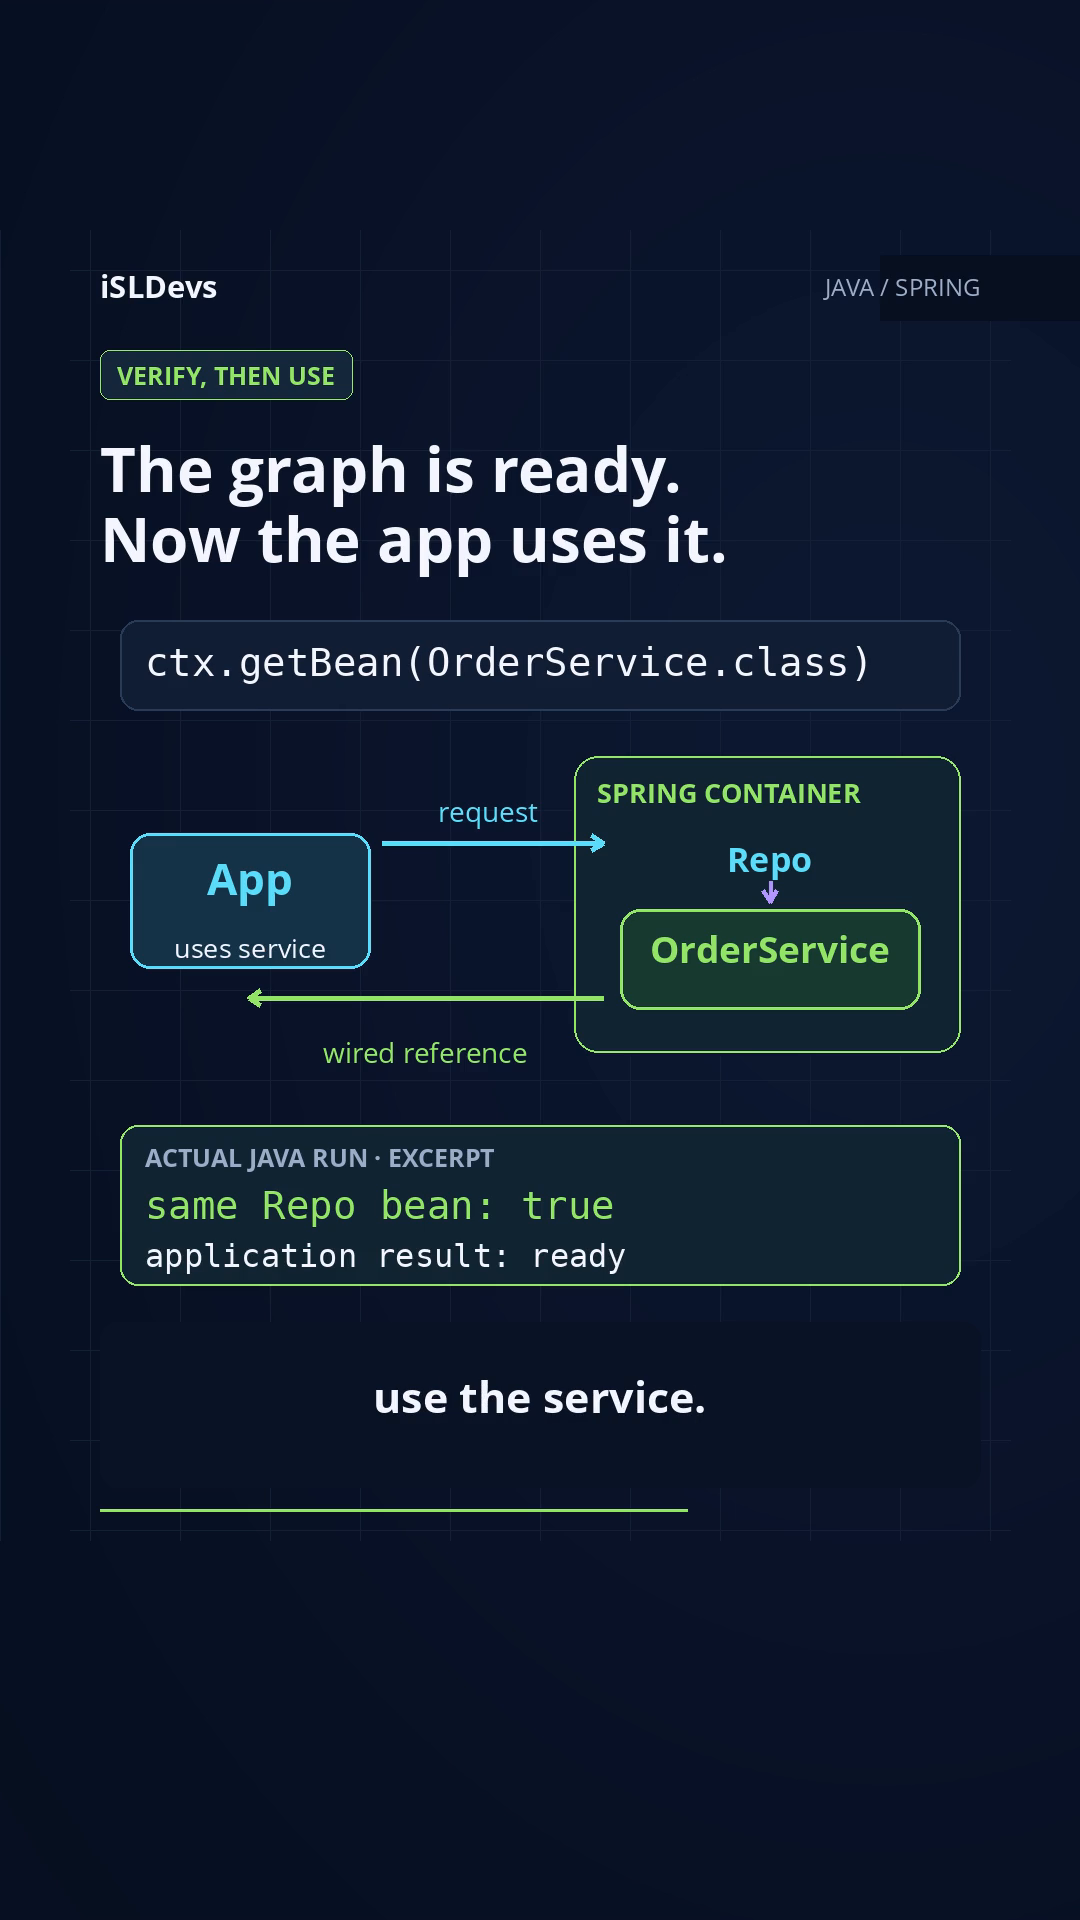 iSLDevs
JAVA / SPRING
VERIFY, THEN USE
The graph is ready.
Now the app uses it.
ctx.getBean(OrderService.class)
SPRING CONTAINER
request
Repo
App
uses service
OrderService
wired reference
ACTUAL JAVA RUN · EXCERPT
same Repo bean: true
application result: ready
use the service.